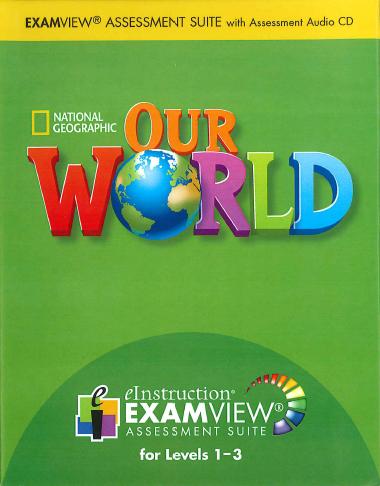 EXAMVIEW® ASSESSMENT SUITE with Assessment Audio CD
NATIONAL
GEOGRAPHIC
OUR
WORLD
e
i
eInstruction®
EXAMVIEW®
ASSESSMENT SUITE
for Levels 1–3